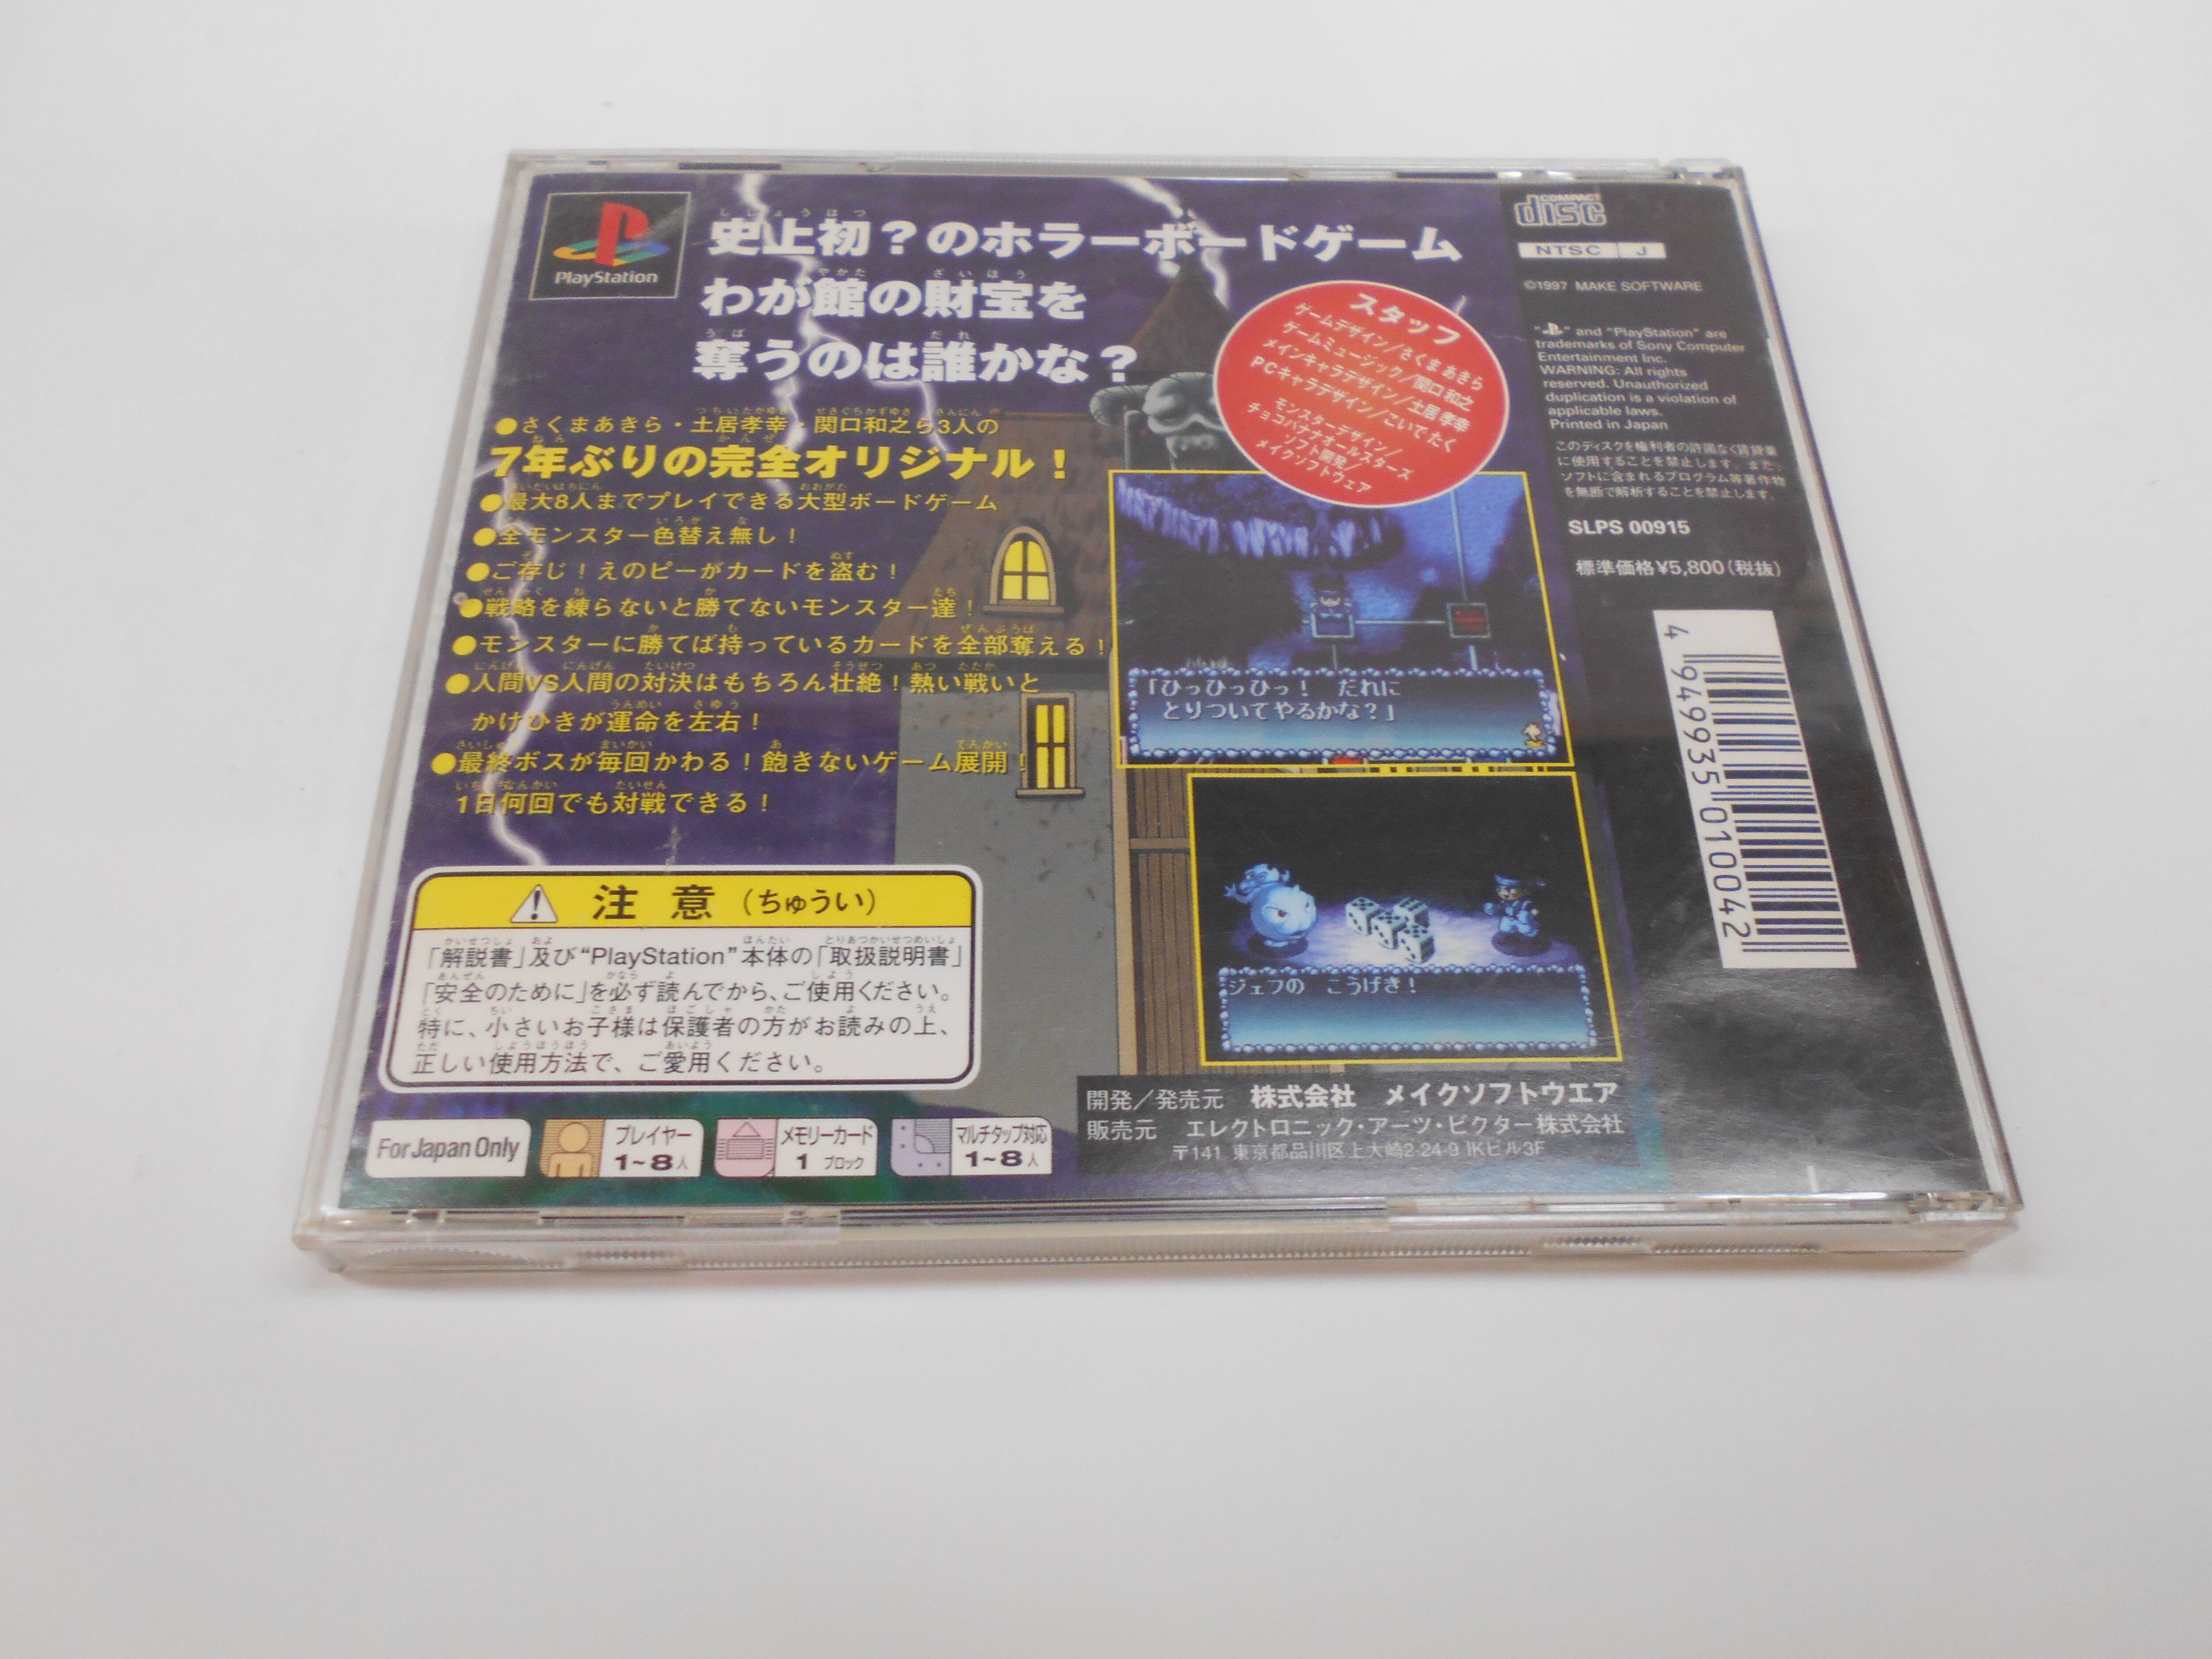 PlayStation
史上初？のホラーボードゲーム
わが館の財宝を
奪うのは誰かな？
●さくまあきら・土居孝幸・関口和之ら3人の
7年ぶりの完全オリジナル！
●最大8人までプレイできる大型ボードゲーム
●全モンスター色替え無し！
●ご存じ！えのピーがカードを盗む！
●戦略を練らないと勝てないモンスター達！
●モンスターに勝てば持っているカードを全部奪える！
●人間VS人間の対決はもちろん壮絶！熱い戦いと
かけひきが運命を左右！
●最終ボスが毎回かわる！飽きないゲーム展開！
1日何回でも対戦できる！
スタッフ
ゲームデザイン／さくまあきら
ゲームミュージック／関口和之
メインキャラデザイン／土居孝幸
PCキャラデザイン／こいでたく
モンスターデザイン／
チョコバナナオールスターズ
ソフト開発／
メイクソフトウェア
「ひっひっひっ！ だれに
とりついてやるかな？」
ジェフの こうげき！
COMPACT
disc
NTSC J
©1997 MAKE SOFTWARE
" " and "PlayStation" are
trademarks of Sony Computer
Entertainment Inc.
WARNING: All rights
reserved. Unauthorized
duplication is a violation of
applicable laws.
Printed in Japan
このディスクを権利者の許諾なく賃貸業
に使用することを禁止します。また、
ソフトに含まれるプログラム等著作物
を無断で解析することを禁止します。
SLPS 00915
標準価格¥5,800(税抜)
4 949935 010042
注意（ちゅうい）
「解説書」及び"PlayStation"本体の「取扱説明書」
「安全のために」を必ず読んでから、ご使用ください。
特に、小さいお子様は保護者の方がお読みの上、
正しい使用方法で、ご愛用ください。
For Japan Only
プレイヤー
1~8人
メモリーカード
1 ブロック
マルチタップ対応
1~8人
開発／発売元 株式会社 メイクソフトウエア
販売元 エレクトロニック・アーツ・ビクター株式会社
〒141 東京都品川区上大崎2-24-9 IKビル3F